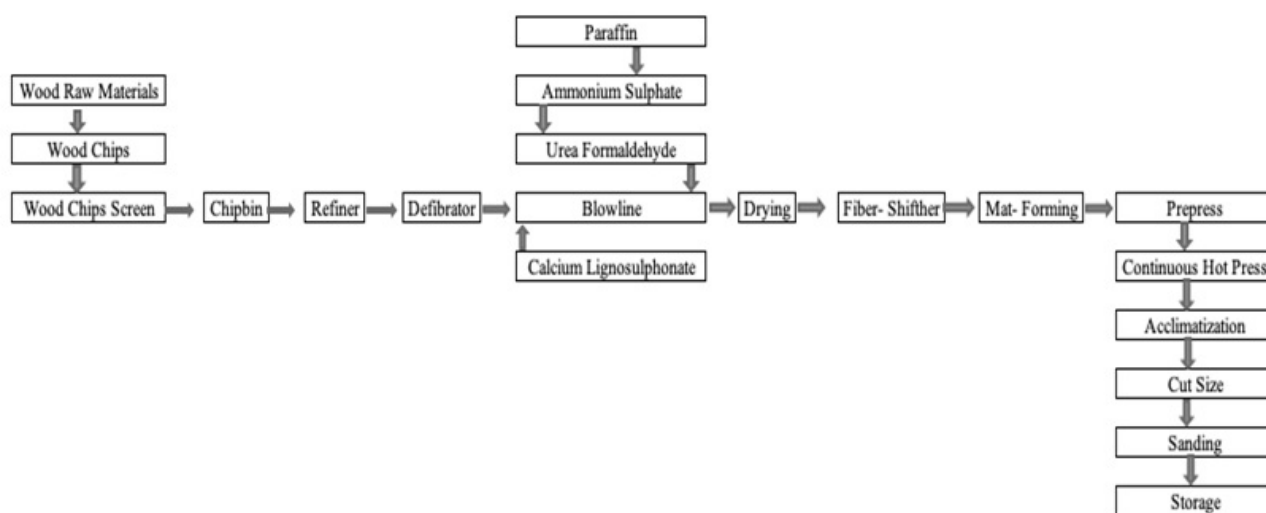 Paraffin
Wood Raw Materials
Ammonium Sulphate
Wood Chips
Urea Formaldehyde
Wood Chips Screen
Chipbin
Refiner
Defibrator
Blowline
Drying
Fiber- Shifther
Mat- Forming
Prepress
Calcium Lignosulphonate
Continuous Hot Press
Acclimatization
Cut Size
Sanding
Storage